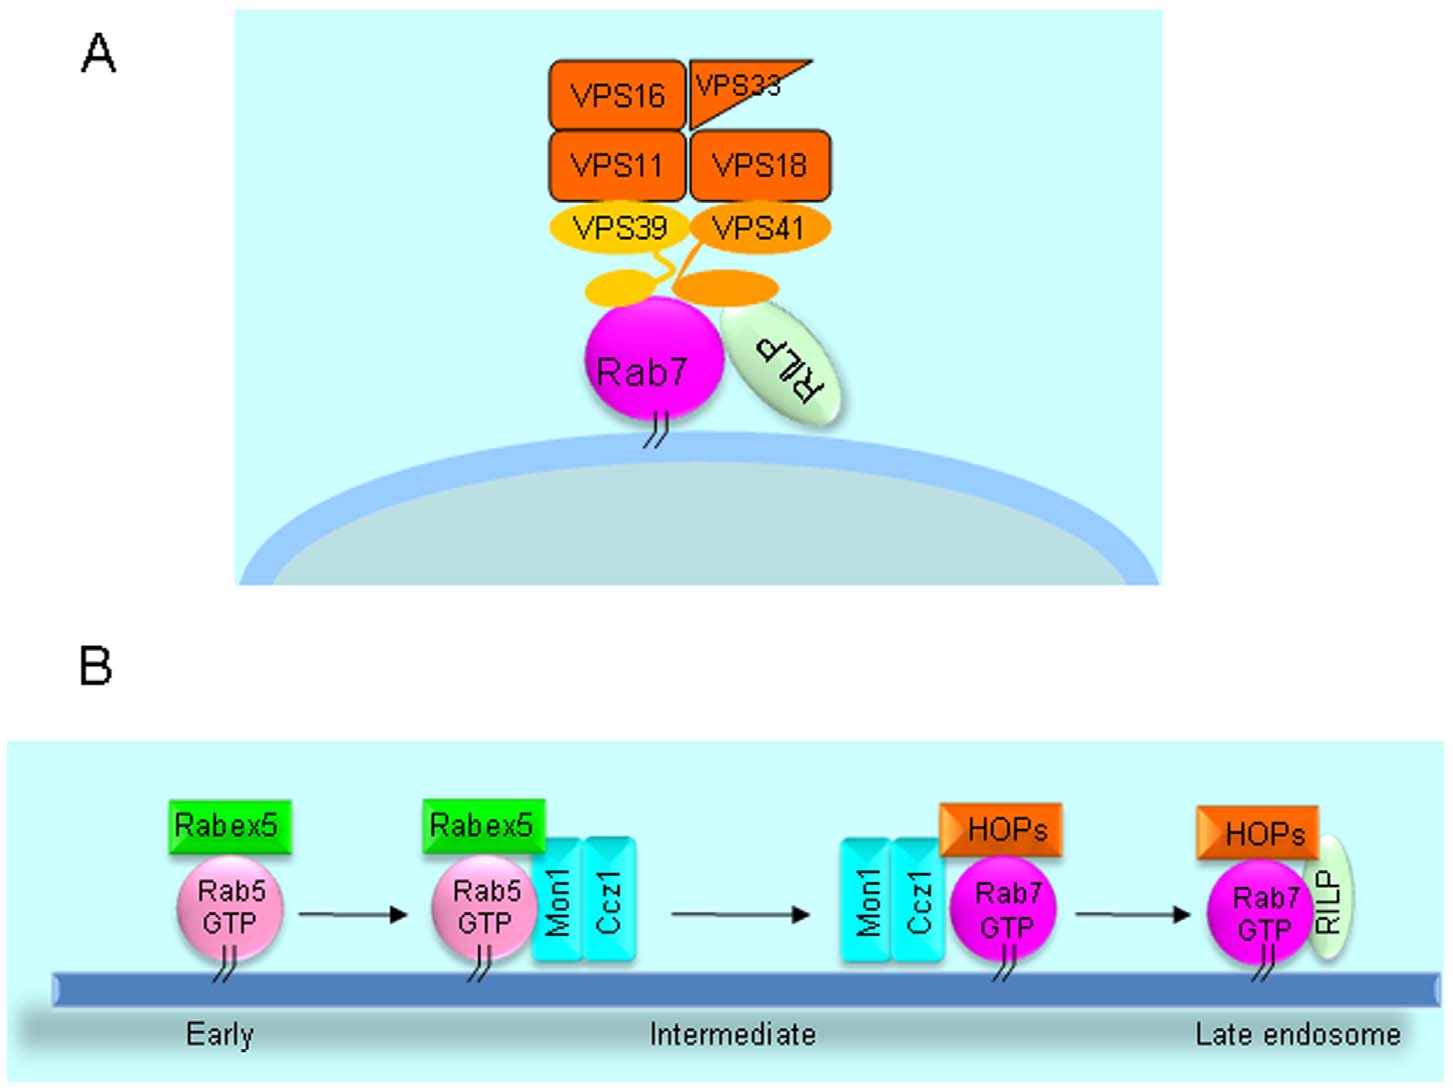 A
VPS16 VPS33
VPS11 VPS18
VPS39 VPS41
Rab7 RILP
B
Rabex5 Rabex5 HOPs HOPs
Rab5 GTP Rab5 GTP Mon1 Ccz1 Mon1 Ccz1 Rab7 GTP Rab7 GTP RILP
Early Intermediate Late endosome